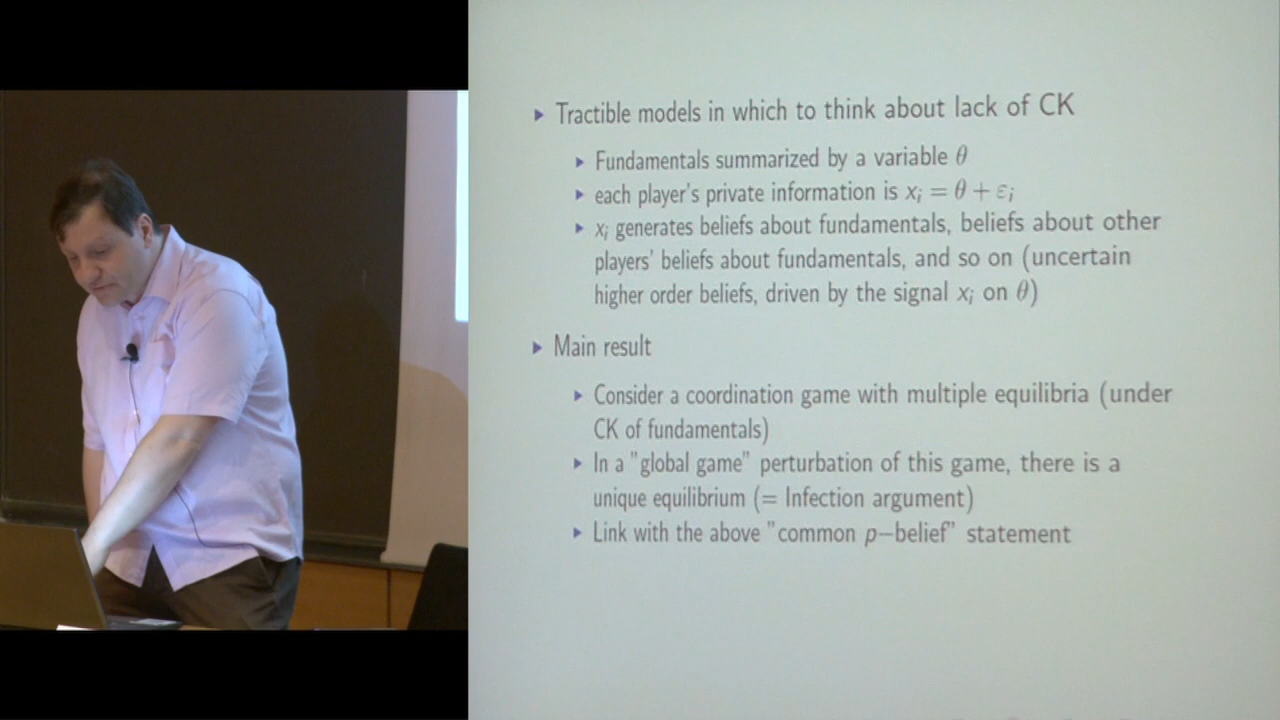 Tractible models in which to think about lack of CK
Fundamentals summarized by a variable θ
each player's private information is xᵢ = θ + εᵢ
xᵢ generates beliefs about fundamentals, beliefs about other
players' beliefs about fundamentals, and so on (uncertain
higher order beliefs, driven by the signal xᵢ on θ)
Main result
Consider a coordination game with multiple equilibria (under
CK of fundamentals)
In a "global game" perturbation of this game, there is a
unique equilibrium (= Infection argument)
Link with the above "common p−belief" statement